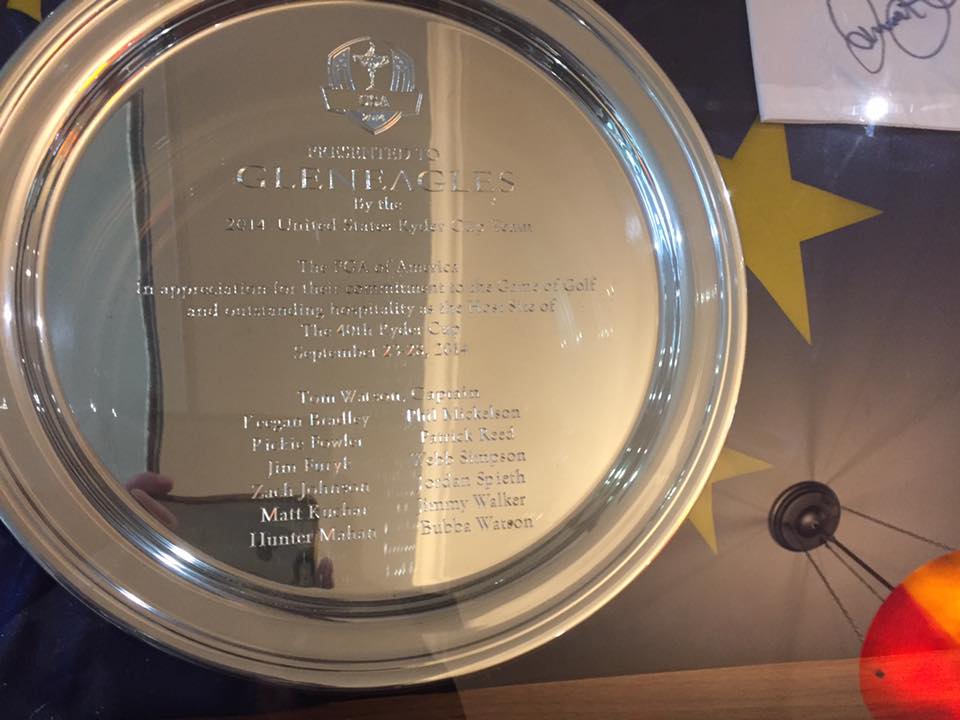 USA
2014
PRESENTED TO
GLENEAGLES
By the
2014 United States Ryder Cup Team
The PGA of America
In appreciation for their commitment to the Game of Golf
and outstanding hospitality as the Host Site of
The 40th Ryder Cup
September 23-28, 2014
Tom Watson, Captain
Keegan Bradley Phil Mickelson
Rickie Fowler Patrick Reed
Jim Furyk Webb Simpson
Zach Johnson Jordan Spieth
Matt Kuchar Jimmy Walker
Hunter Mahan Bubba Watson